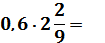 0,6 · 2 2/9 =